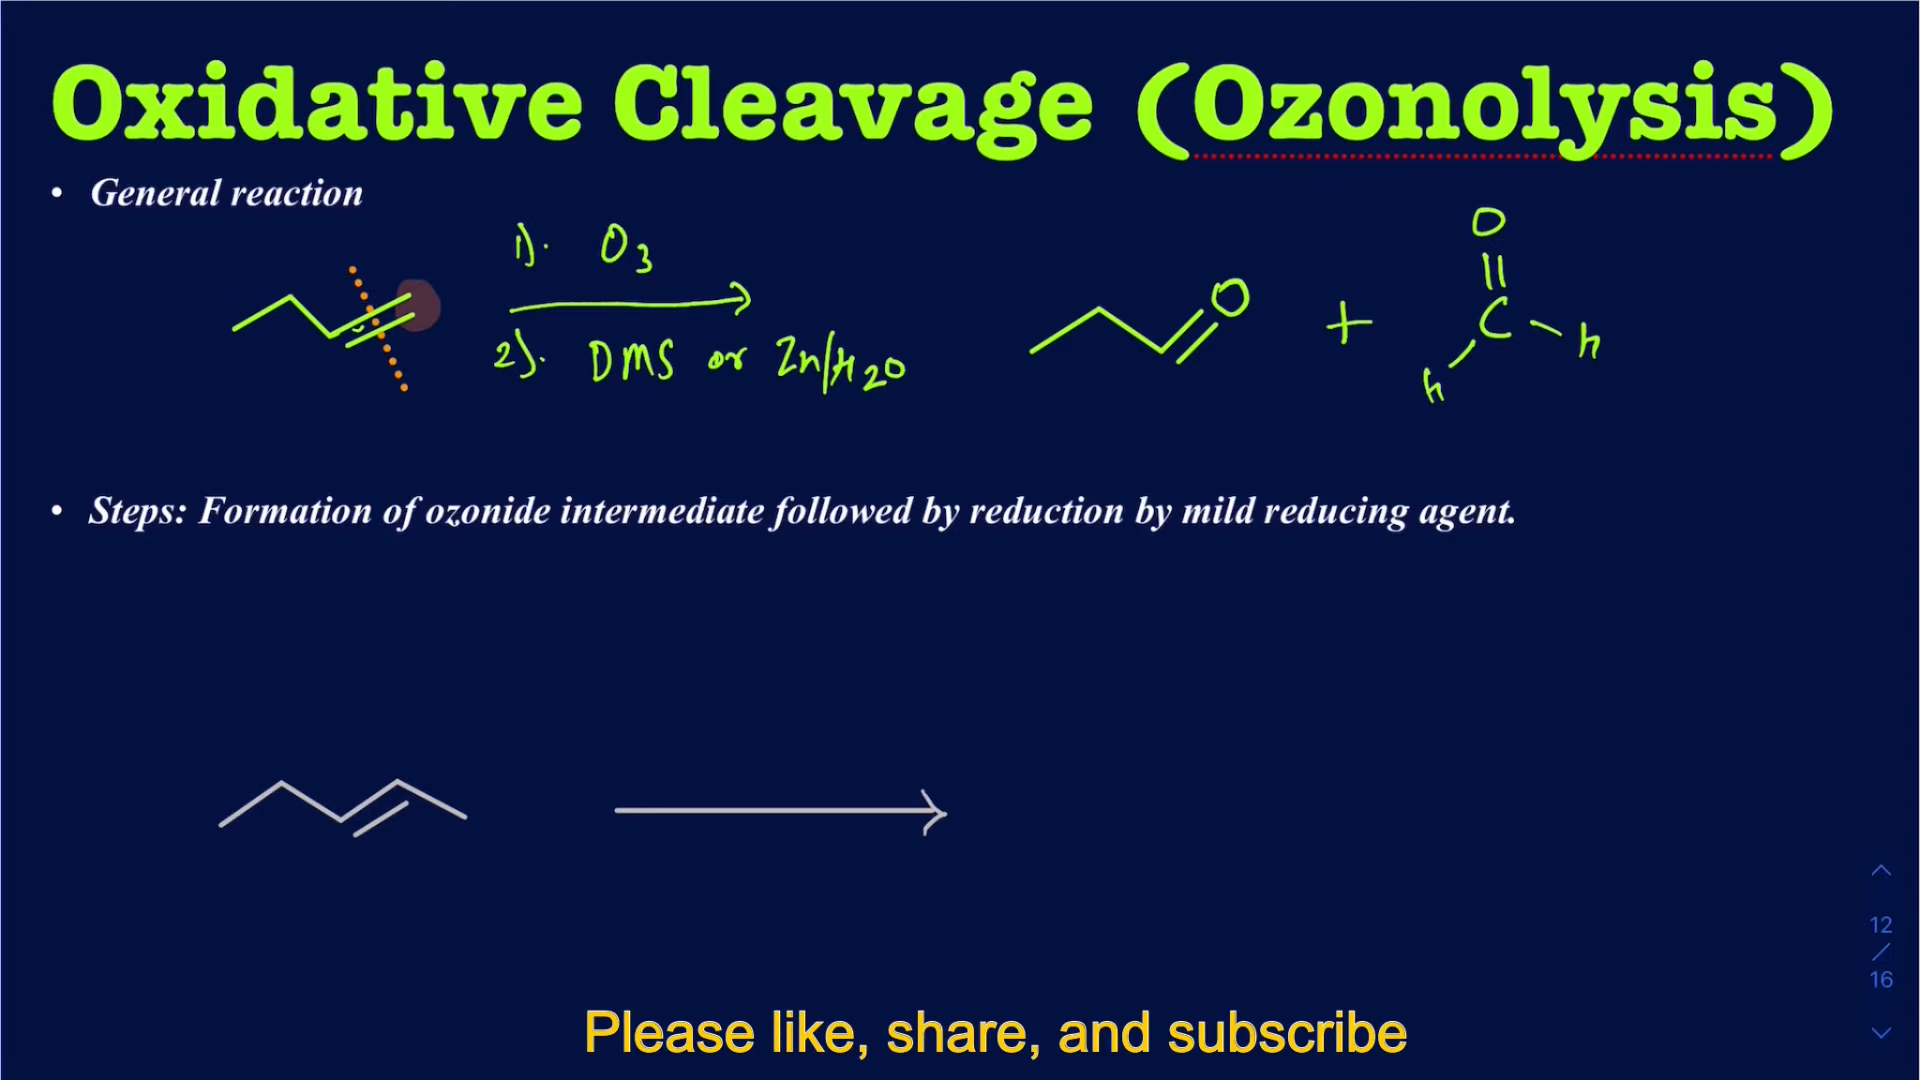 Oxidative Cleavage (Ozonolysis)
• General reaction
1). O3
2). DMS or Zn/H2O
O
+
O
C
H
H
• Steps: Formation of ozonide intermediate followed by reduction by mild reducing agent.
12
/
16
Please like, share, and subscribe